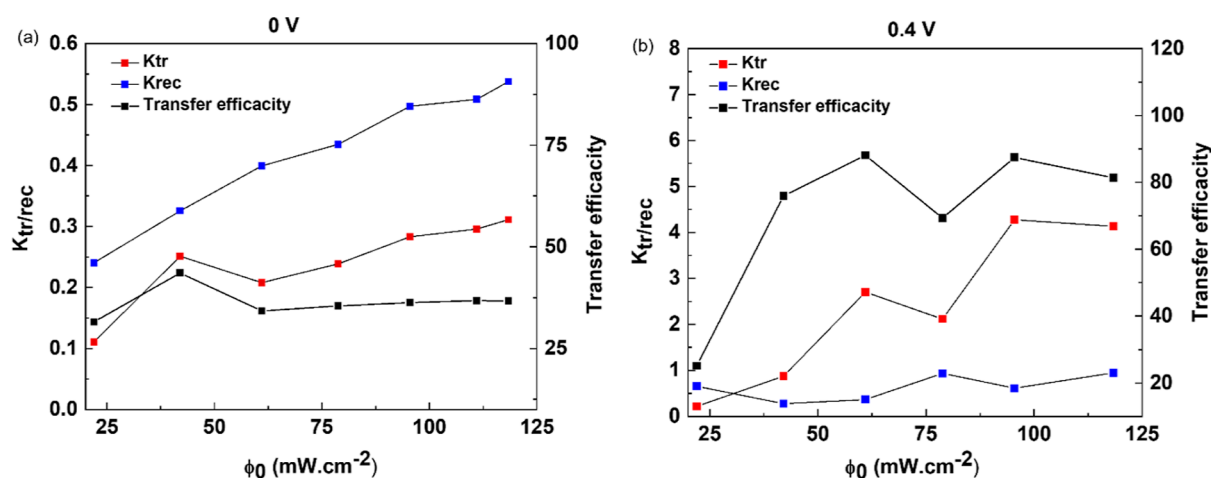 (a)
0 V
0.6
0.5
0.4
0.3
0.2
0.1
0.0
Ktr/rec
Ktr
Krec
Transfer efficacity
100
75
50
25
Transfer efficacity
25
50
75
100
125
ϕ0 (mW.cm-2)
(b)
0.4 V
8
7
6
5
4
3
2
1
0
Ktr/rec
Ktr
Krec
Transfer efficacity
120
100
80
60
40
20
Transfer efficacity
25
50
75
100
125
ϕ0 (mW.cm-2)